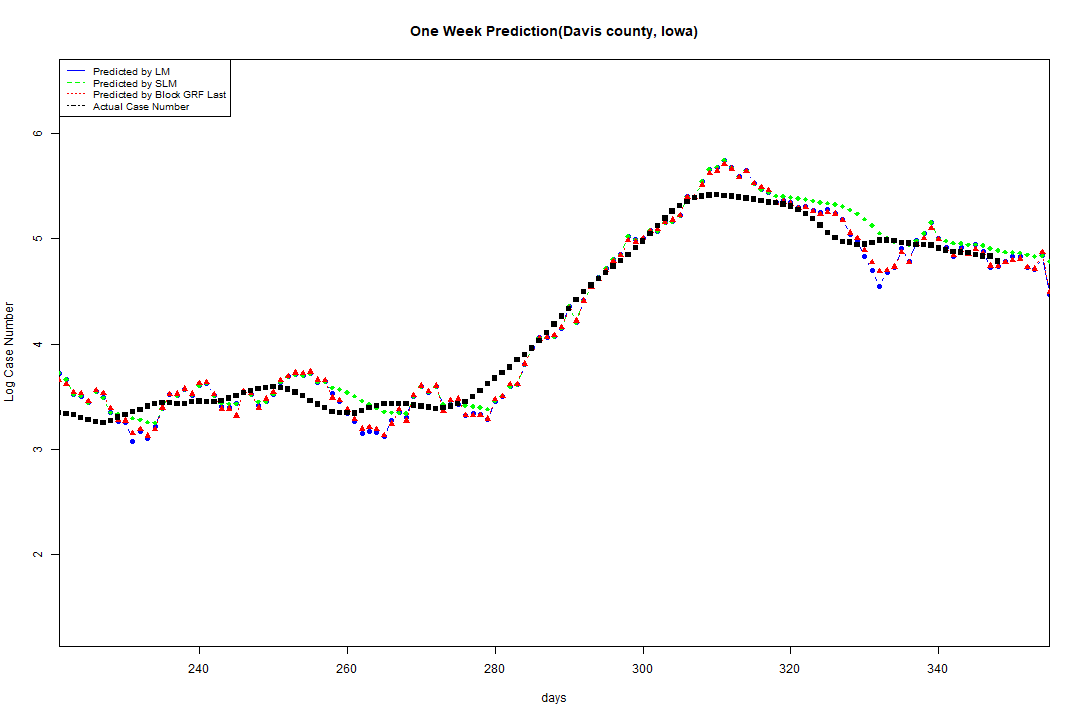 One Week Prediction(Davis county, Iowa)
Predicted by LM
Predicted by SLM
Predicted by Block GRF Last
Actual Case Number
6
5
4
3
2
Log Case Number
240
260
280
300
320
340
days